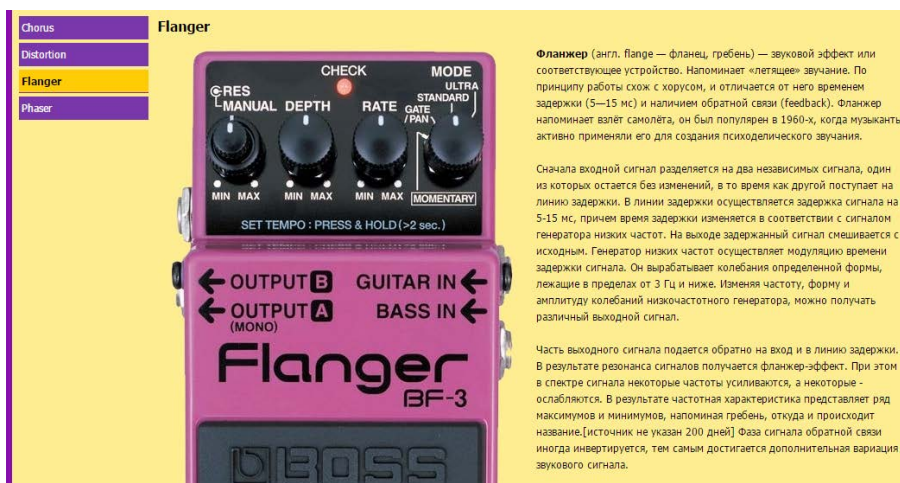 Chorus
Distortion
Flanger
Phaser
Flanger
CHECK
MODE
ULTRA
STANDARD
GATE
/PAN
RES
MANUAL
DEPTH
RATE
MIN MAX
MIN MAX
MIN MAX
MOMENTARY
SET TEMPO : PRESS & HOLD (>2 sec.)
OUTPUT B
GUITAR IN
OUTPUT A
(MONO)
BASS IN
Flanger
BF-3
BOSS
Фланжер (англ. flange — фланец, гребень) — звуковой эффект или
соответствующее устройство. Напоминает «летящее» звучание. По
принципу работы схож с хорусом, и отличается от него временем
задержки (5—15 мс) и наличием обратной связи (feedback). Фланжер
напоминает взлёт самолёта, он был популярен в 1960-х, когда музыканты
активно применяли его для создания психоделического звучания.
Сначала входной сигнал разделяется на два независимых сигнала, один
из которых остается без изменений, в то время как другой поступает на
линию задержки. В линии задержки осуществляется задержка сигнала на
5-15 мс, причем время задержки изменяется в соответствии с сигналом
генератора низких частот. На выходе задержанный сигнал смешивается с
исходным. Генератор низких частот осуществляет модуляцию времени
задержки сигнала. Он вырабатывает колебания определенной формы,
лежащие в пределах от 3 Гц и ниже. Изменяя частоту, форму и
амплитуду колебаний низкочастотного генератора, можно получать
различный выходной сигнал.
Часть выходного сигнала подается обратно на вход и в линию задержки.
В результате резонанса сигналов получается фланжер-эффект. При этом
в спектре сигнала некоторые частоты усиливаются, а некоторые -
ослабляются. В результате частотная характеристика представляет ряд
максимумов и минимумов, напоминая гребень, откуда и происходит
название.[источник не указан 200 дней] Фаза сигнала обратной связи
иногда инвертируется, тем самым достигается дополнительная вариация
звукового сигнала.